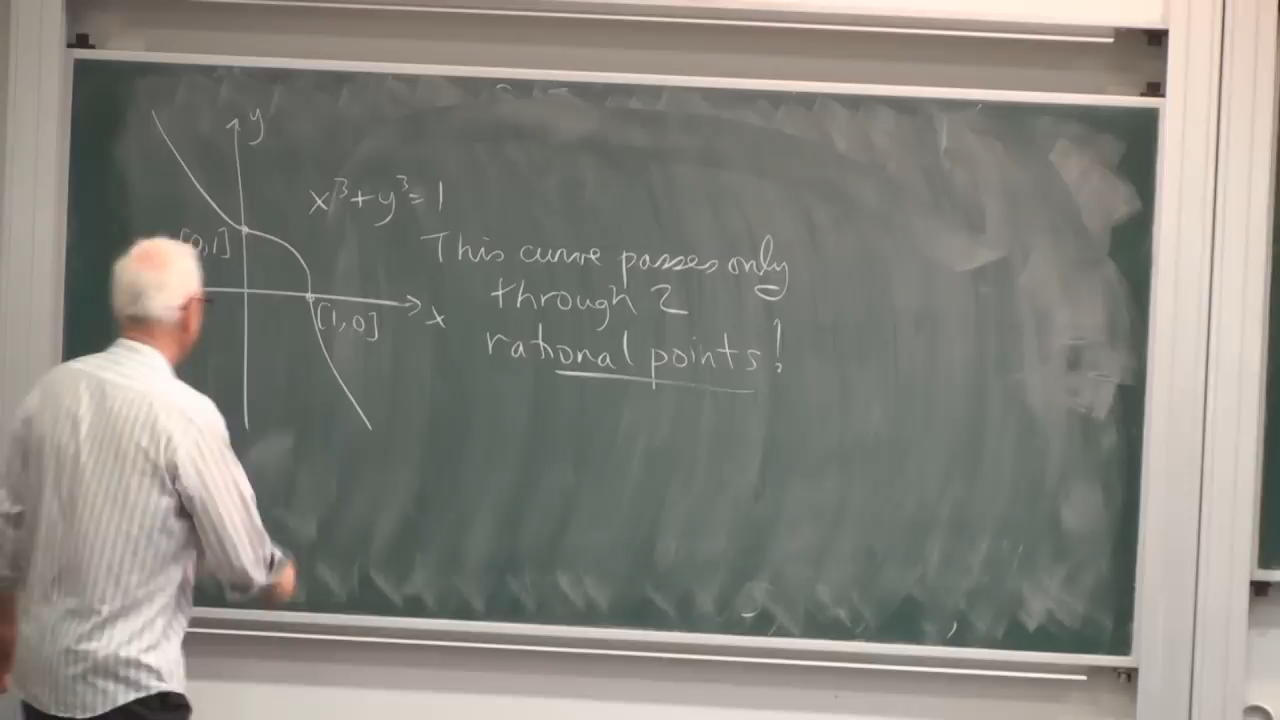 y
x³+y³=1
[0,1]
This curve passes only
through 2
[1,0]
x
rational points!